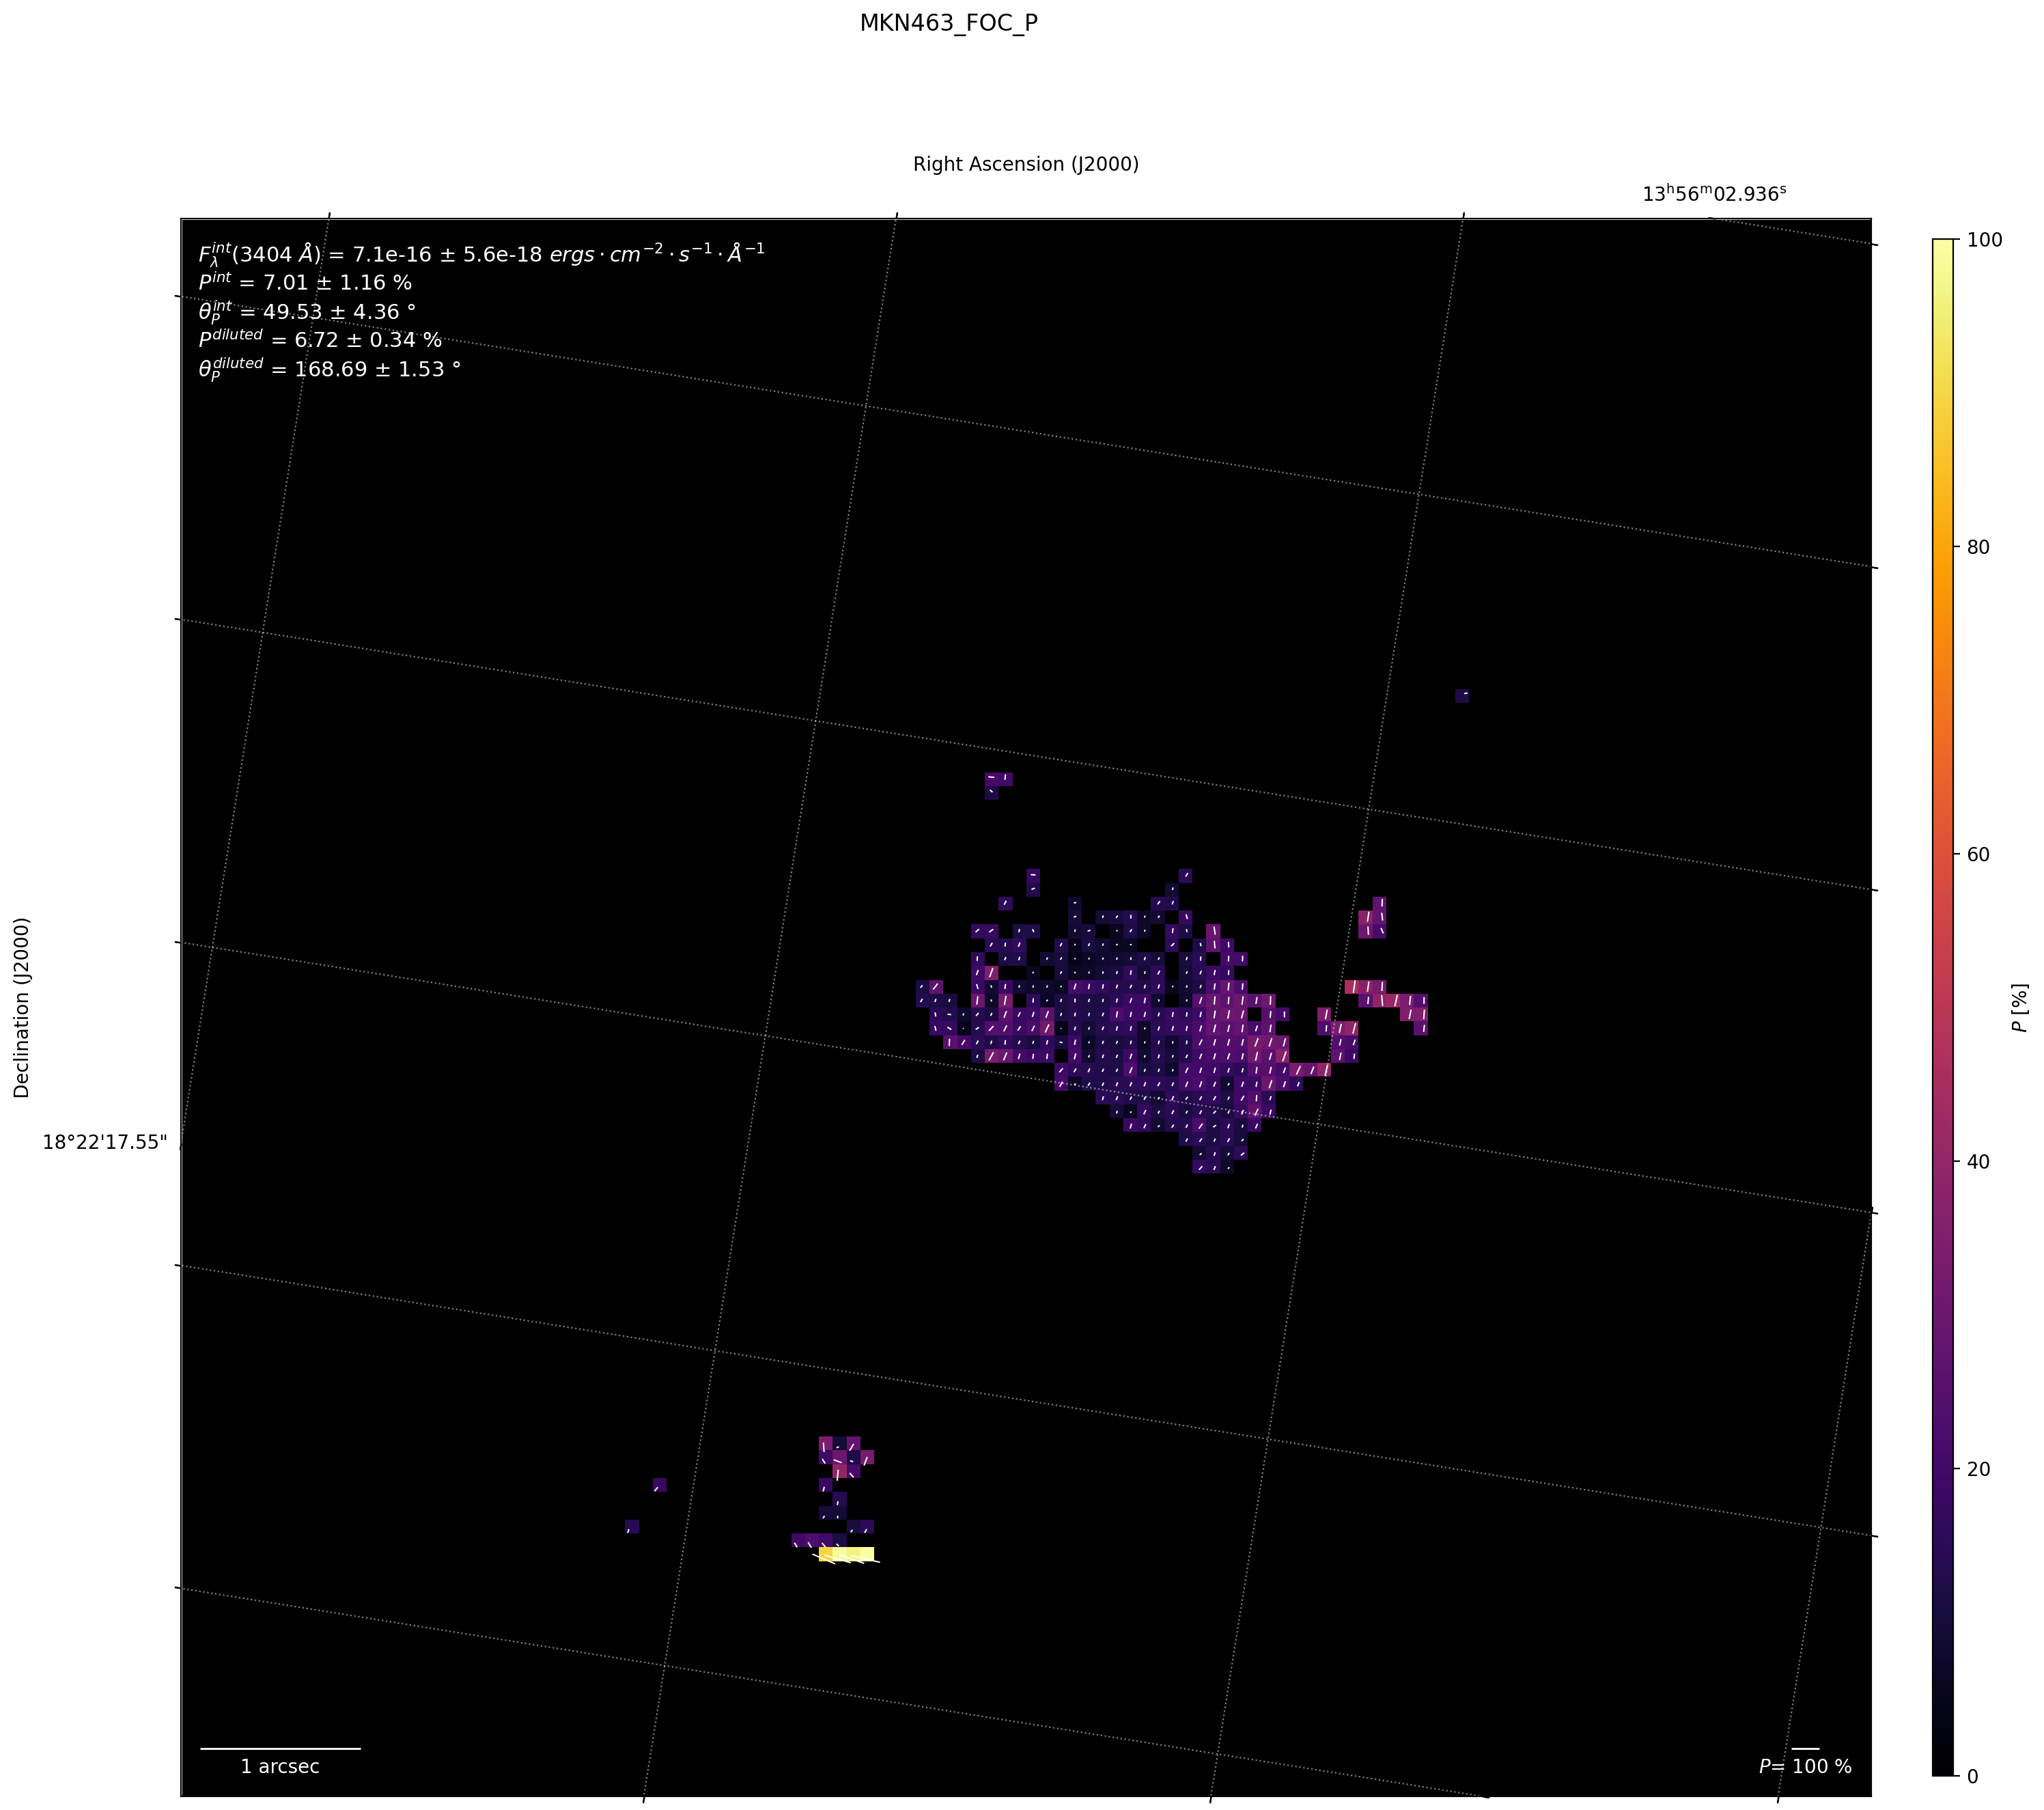 MKN463_FOC_P
Right Ascension (J2000)
13ʰ56ᵐ02.936ˢ
F_λ^int(3404 Å) = 7.1e-16 ± 5.6e-18 ergs · cm⁻² · s⁻¹ · Å⁻¹
P^int = 7.01 ± 1.16 %
θ_P^int = 49.53 ± 4.36 °
P^diluted = 6.72 ± 0.34 %
θ_P^diluted = 168.69 ± 1.53 °
Declination (J2000)
18°22'17.55"
1 arcsec
P= 100 %
100
80
60
40
20
0
P [%]